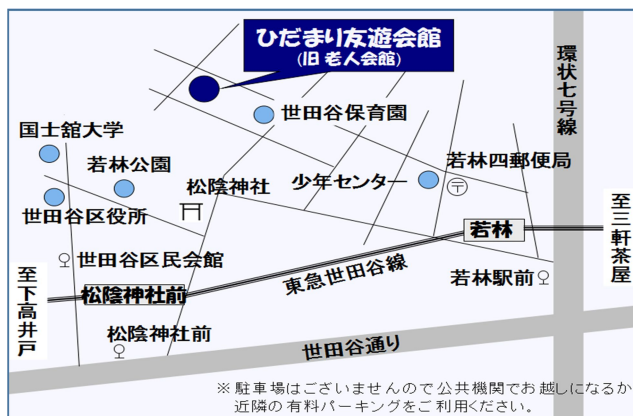 ひだまり友遊会館
(旧 老人会館)
環状七号線
世田谷保育園
国士舘大学
若林公園
松陰神社
少年センター
若林四郵便局
〒
世田谷区役所
至三軒茶屋
若林
世田谷区民会館
東急世田谷線
若林駅前
至下高井戸
松陰神社前
松陰神社前
世田谷通り
※駐車場はございませんので公共機関でお越しになるか
近隣の有料パーキングをご利用ください。